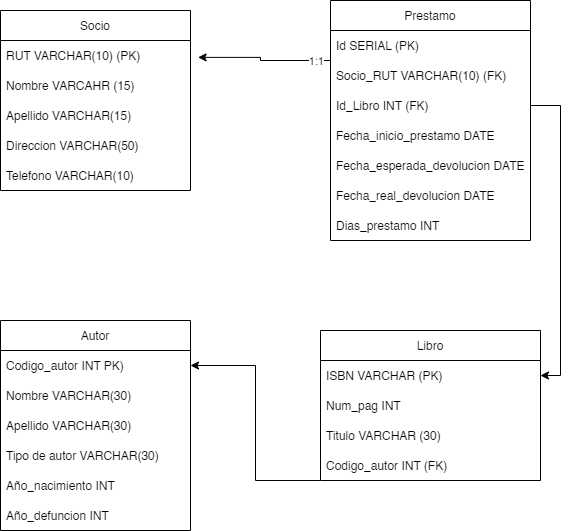 Socio
RUT VARCHAR(10) (PK)
Nombre VARCAHR (15)
Apellido VARCHAR(15)
Direccion VARCHAR(50)
Telefono VARCHAR(10)
1:1
Prestamo
Id SERIAL (PK)
Socio_RUT VARCHAR(10) (FK)
Id_Libro INT (FK)
Fecha_inicio_prestamo DATE
Fecha_esperada_devolucion DATE
Fecha_real_devolucion DATE
Dias_prestamo INT
Autor
Codigo_autor INT PK)
Nombre VARCHAR(30)
Apellido VARCHAR(30)
Tipo de autor VARCHAR(30)
Año_nacimiento INT
Año_defuncion INT
Libro
ISBN VARCHAR (PK)
Num_pag INT
Titulo VARCHAR (30)
Codigo_autor INT (FK)